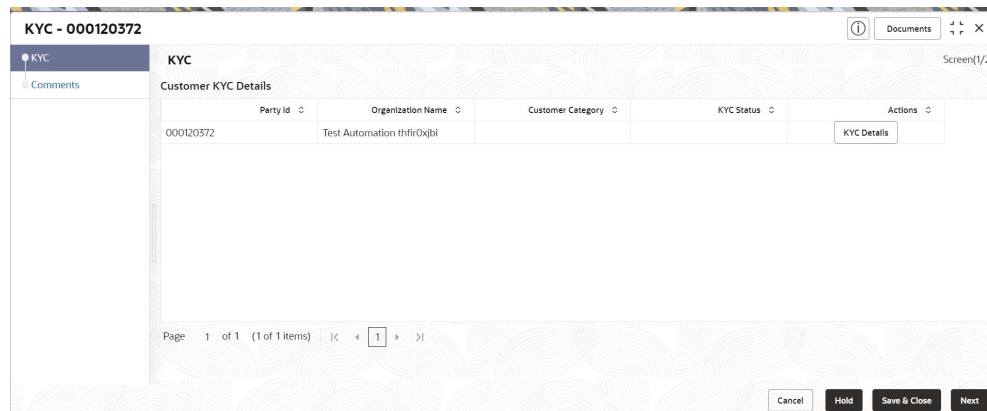 KYC - 000120372
Documents
KYC
Comments
KYC
Screen(1/2
Customer KYC Details
Party Id Organization Name Customer Category KYC Status Actions
000120372 Test Automation thfir0xjbi KYC Details
Page 1 of 1 (1 of 1 items) 1
Cancel Hold Save & Close Next